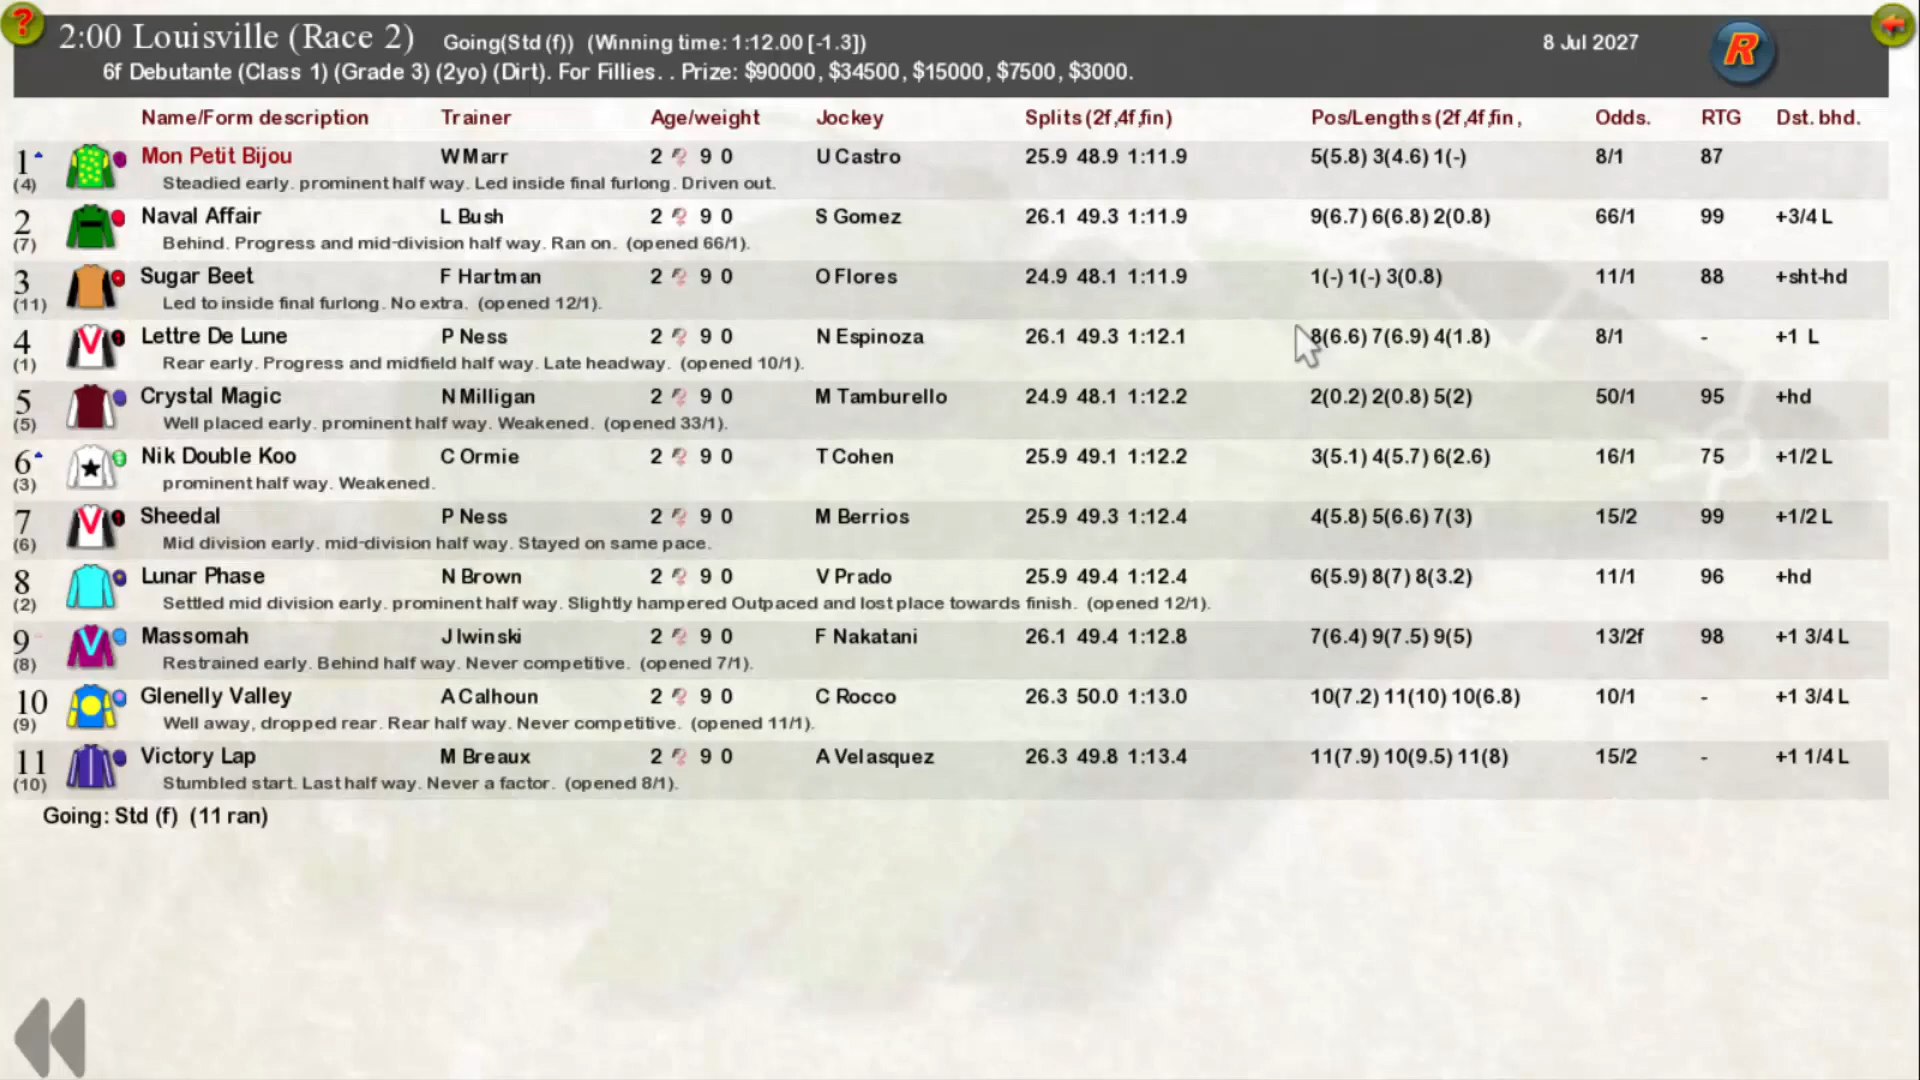 ?
2:00 Louisville (Race 2) Going(Std (f)) (Winning time: 1:12.00 [-1.3]) 8 Jul 2027 R
6f Debutante (Class 1) (Grade 3) (2yo) (Dirt). For Fillies. . Prize: $90000, $34500, $15000, $7500, $3000.
Name/Form description Trainer Age/weight Jockey Splits (2f,4f,fin) Pos/Lengths (2f,4f,fin, Odds. RTG Dst. bhd.
1 Mon Petit Bijou W Marr 2 9 0 U Castro 25.9 48.9 1:11.9 5(5.8) 3(4.6) 1(-) 8/1 87
(4) Steadied early. prominent half way. Led inside final furlong. Driven out.
2 Naval Affair L Bush 2 9 0 S Gomez 26.1 49.3 1:11.9 9(6.7) 6(6.8) 2(0.8) 66/1 99 +3/4 L
(7) Behind. Progress and mid-division half way. Ran on. (opened 66/1).
3 Sugar Beet F Hartman 2 9 0 O Flores 24.9 48.1 1:11.9 1(-) 1(-) 3(0.8) 11/1 88 +sht-hd
(11) Led to inside final furlong. No extra. (opened 12/1).
4 Lettre De Lune P Ness 2 9 0 N Espinoza 26.1 49.3 1:12.1 8(6.6) 7(6.9) 4(1.8) 8/1 - +1 L
(1) Rear early. Progress and midfield half way. Late headway. (opened 10/1).
5 Crystal Magic N Milligan 2 9 0 M Tamburello 24.9 48.1 1:12.2 2(0.2) 2(0.8) 5(2) 50/1 95 +hd
(5) Well placed early. prominent half way. Weakened. (opened 33/1).
6 Nik Double Koo C Ormie 2 9 0 T Cohen 25.9 49.1 1:12.2 3(5.1) 4(5.7) 6(2.6) 16/1 75 +1/2 L
(3) prominent half way. Weakened.
7 Sheedal P Ness 2 9 0 M Berrios 25.9 49.3 1:12.4 4(5.8) 5(6.6) 7(3) 15/2 99 +1/2 L
(6) Mid division early. mid-division half way. Stayed on same pace.
8 Lunar Phase N Brown 2 9 0 V Prado 25.9 49.4 1:12.4 6(5.9) 8(7) 8(3.2) 11/1 96 +hd
(2) Settled mid division early. prominent half way. Slightly hampered Outpaced and lost place towards finish. (opened 12/1).
9 Massomah J Iwinski 2 9 0 F Nakatani 26.1 49.4 1:12.8 7(6.4) 9(7.5) 9(5) 13/2f 98 +1 3/4 L
(8) Restrained early. Behind half way. Never competitive. (opened 7/1).
10 Glenelly Valley A Calhoun 2 9 0 C Rocco 26.3 50.0 1:13.0 10(7.2) 11(10) 10(6.8) 10/1 - +1 3/4 L
(9) Well away, dropped rear. Rear half way. Never competitive. (opened 11/1).
11 Victory Lap M Breaux 2 9 0 A Velasquez 26.3 49.8 1:13.4 11(7.9) 10(9.5) 11(8) 15/2 - +1 1/4 L
(10) Stumbled start. Last half way. Never a factor. (opened 8/1).
Going: Std (f) (11 ran)